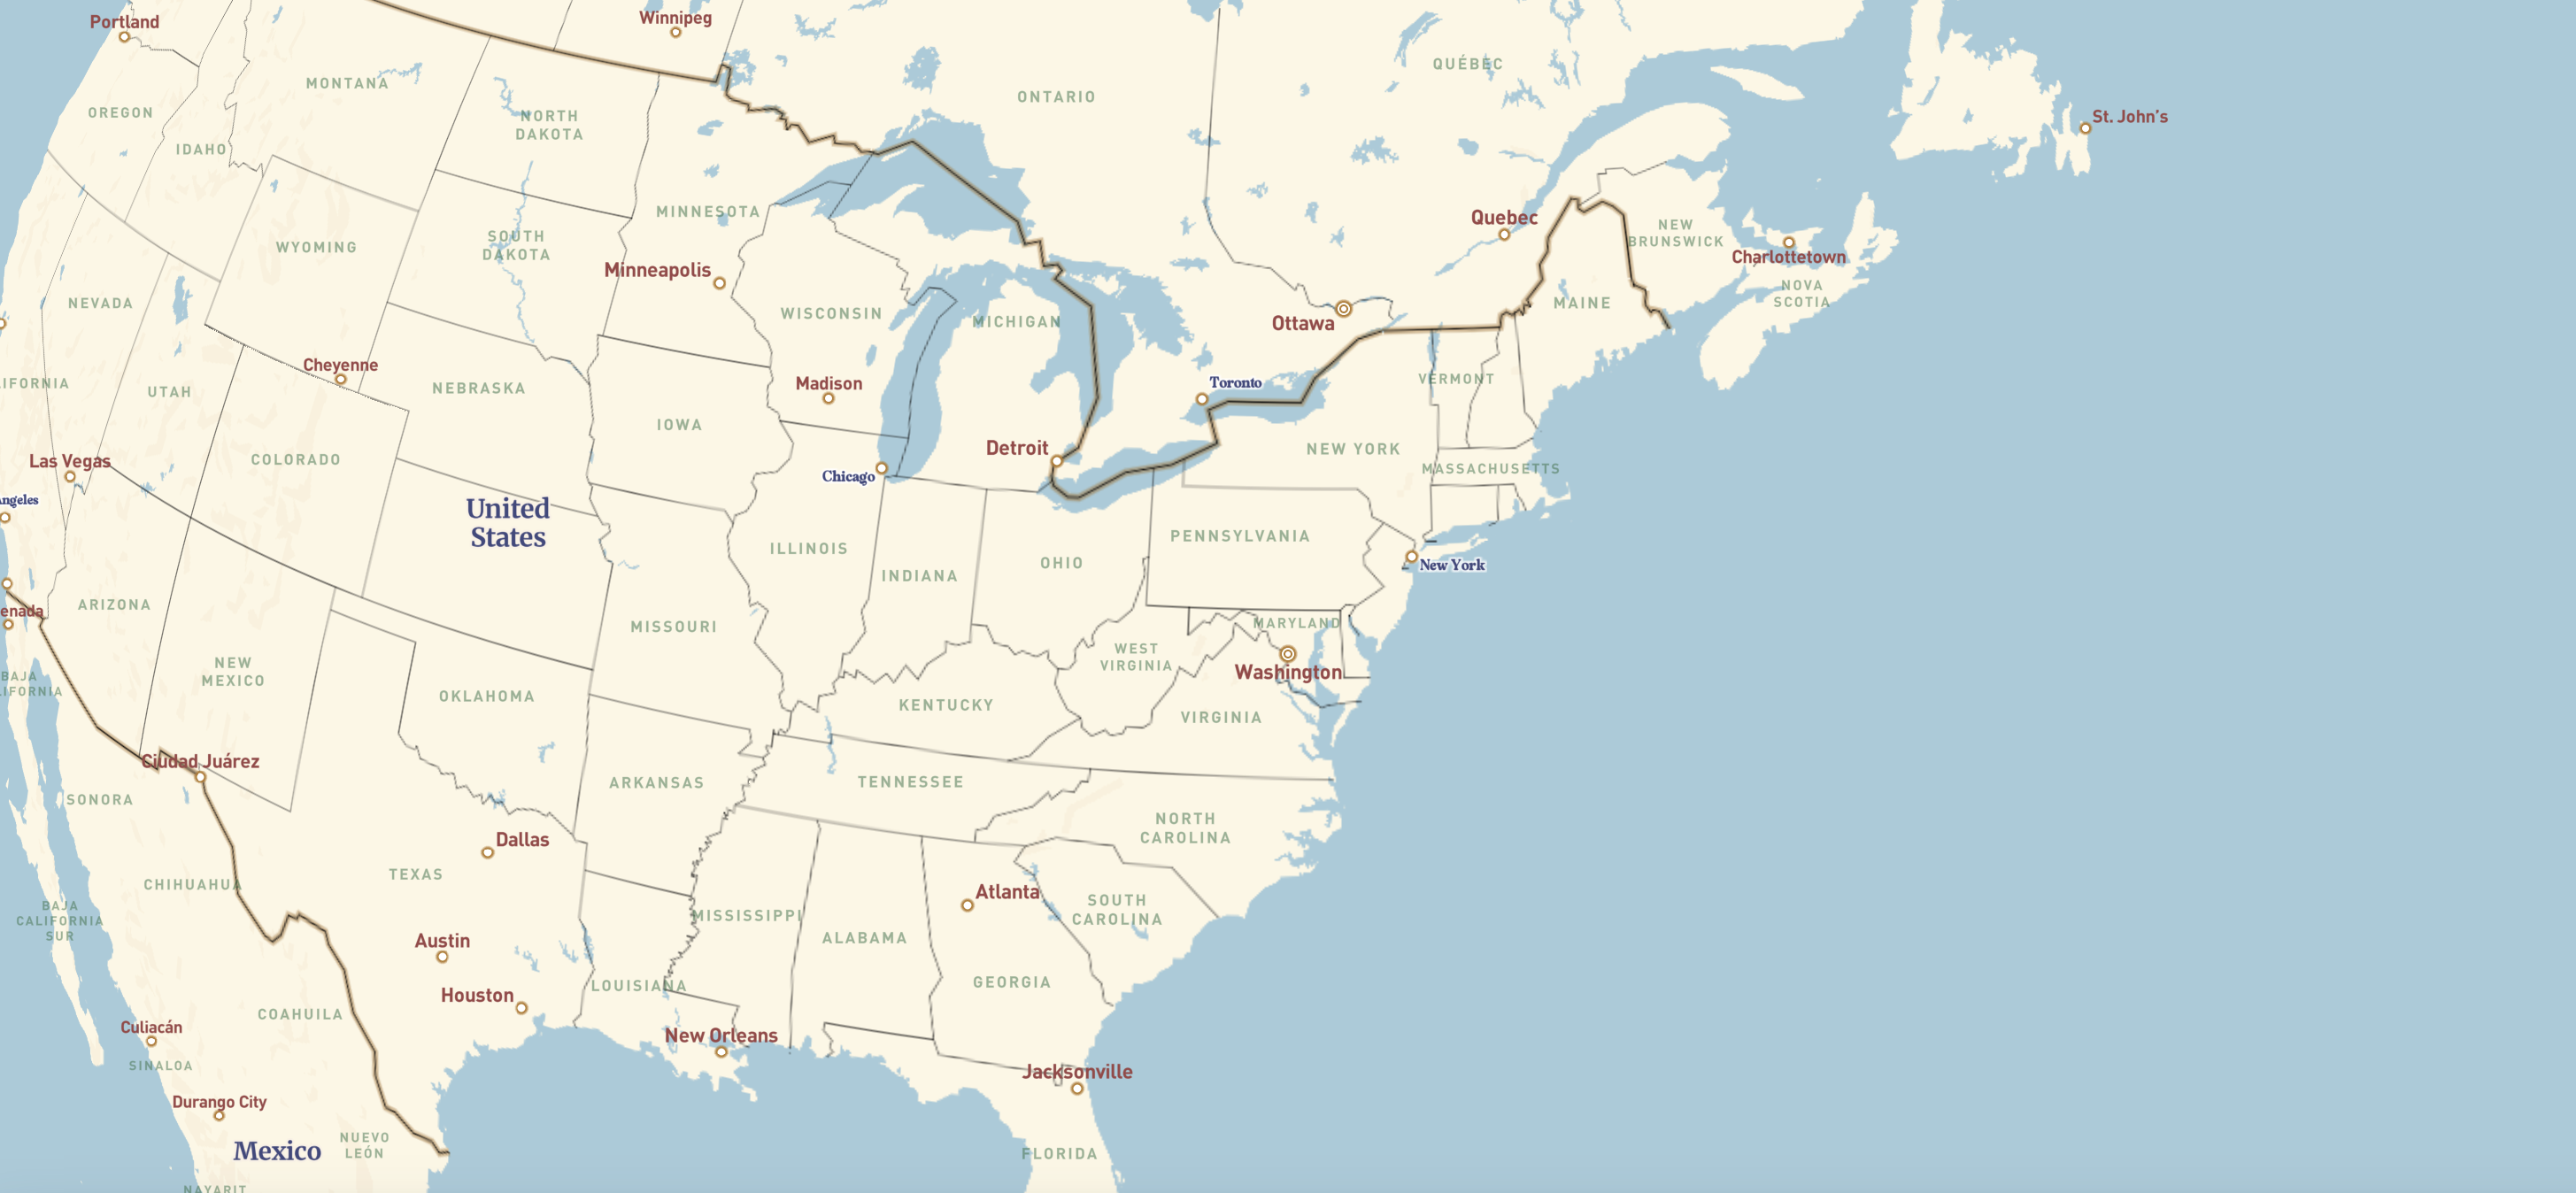 Portland
Winnipeg
MONTANA
QUÉBEC
OREGON
NORTH
DAKOTA
ONTARIO
St. John's
IDAHO
MINNESOTA
Quebec
WYOMING
SOUTH
DAKOTA
NEW
BRUNSWICK
Charlottetown
Minneapolis
NEVADA
WISCONSIN
MICHIGAN
Ottawa
MAINE
NOVA
SCOTIA
Cheyenne
IFORNIA
UTAH
NEBRASKA
Madison
Toronto
VERMONT
IOWA
Las Vegas
COLORADO
Detroit
NEW YORK
MASSACHUSETTS
Chicago
Angeles
United
States
ILLINOIS
INDIANA
OHIO
PENNSYLVANIA
New York
enada
ARIZONA
MISSOURI
MARYLAND
BAJA
LIFORNIA
NEW
MEXICO
OKLAHOMA
KENTUCKY
WEST
VIRGINIA
Washington
VIRGINIA
Ciudad Juárez
SONORA
ARKANSAS
TENNESSEE
NORTH
CAROLINA
Dallas
TEXAS
CHIHUAHUA
BAJA
CALIFORNIA
SUR
Atlanta
MISSISSIPPI
SOUTH
CAROLINA
Austin
ALABAMA
Houston
LOUISIANA
GEORGIA
COAHUILA
Culiacán
SINALOA
New Orleans
Jacksonville
Durango City
Mexico
NUEVO
LEÓN
FLORIDA
NAYARIT